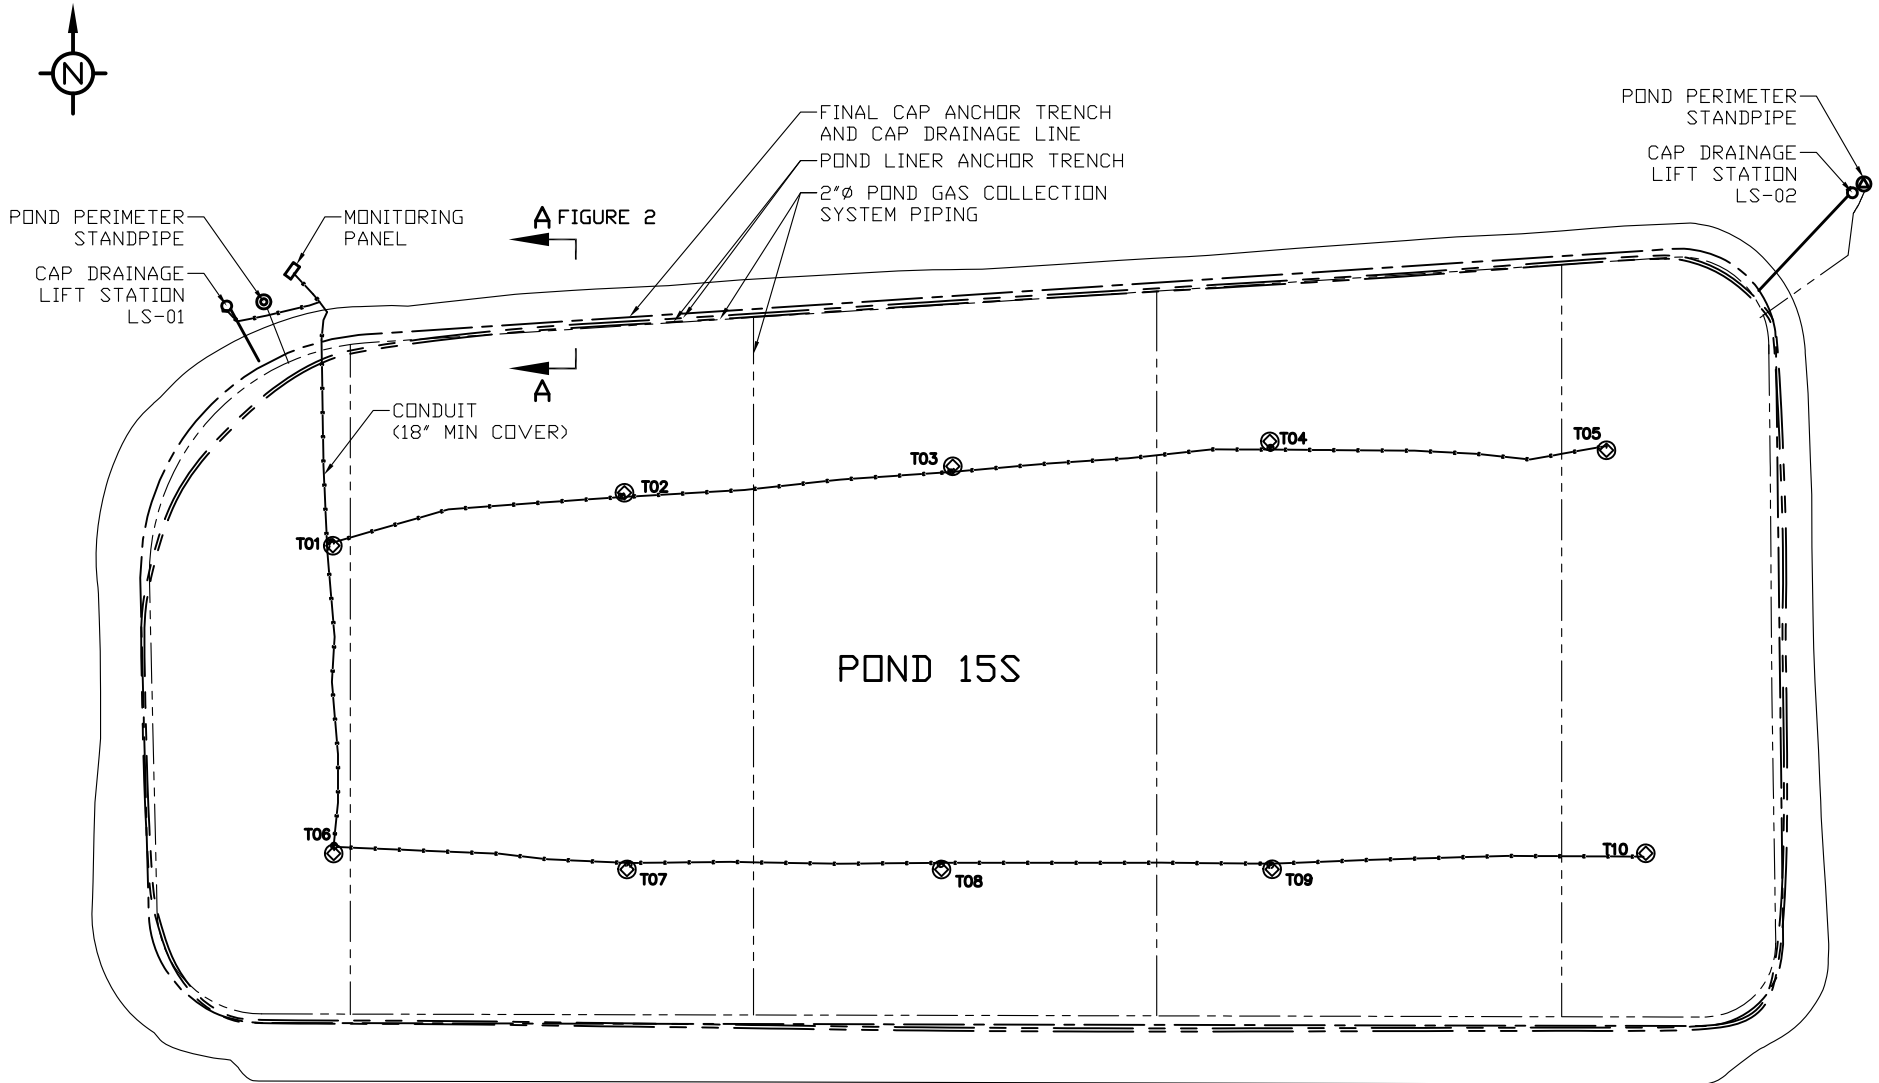 N
POND PERIMETER
STANDPIPE
CAP DRAINAGE
LIFT STATION
LS-02
FINAL CAP ANCHOR TRENCH
AND CAP DRAINAGE LINE
POND LINER ANCHOR TRENCH
2"Ø POND GAS COLLECTION
SYSTEM PIPING
POND PERIMETER
STANDPIPE
CAP DRAINAGE
LIFT STATION
LS-01
MONITORING
PANEL
A FIGURE 2
A
CONDUIT
(18" MIN COVER)
T01
T02
T03
T04
T05
POND 15S
T06
T07
T08
T09
T10